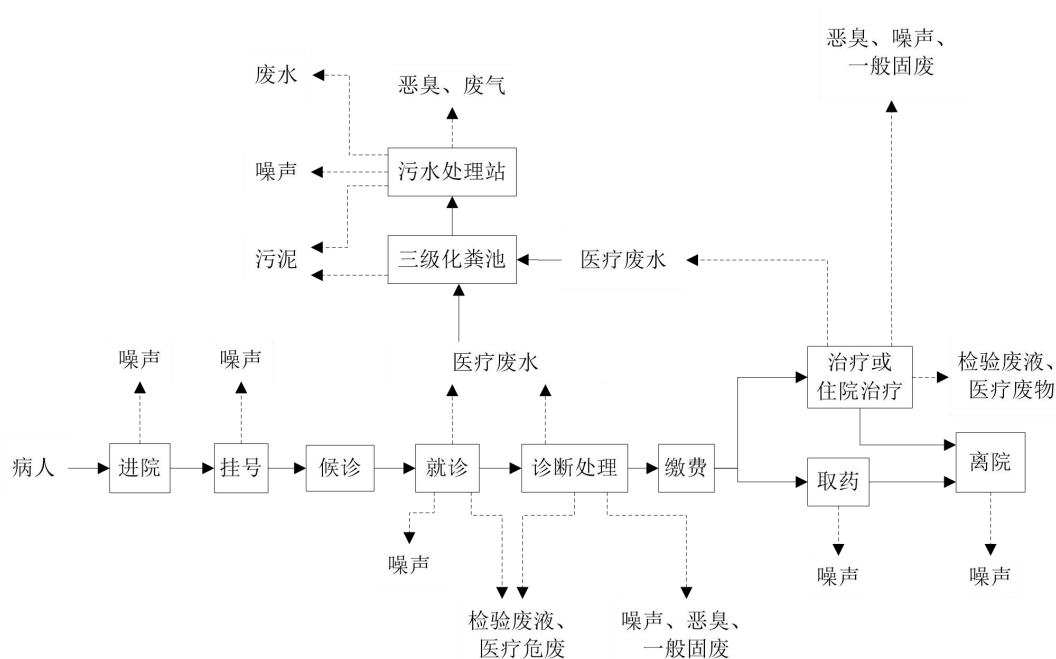 恶臭、噪声、
一般固废
废水
恶臭、废气
噪声
污水处理站
污泥
三级化粪池
医疗废水
噪声
噪声
医疗废水
治疗或
住院治疗
检验废液、
医疗废物
病人
进院
挂号
候诊
就诊
诊断处理
缴费
取药
离院
噪声
噪声
噪声
检验废液、
医疗危废
噪声、恶臭、
一般固废